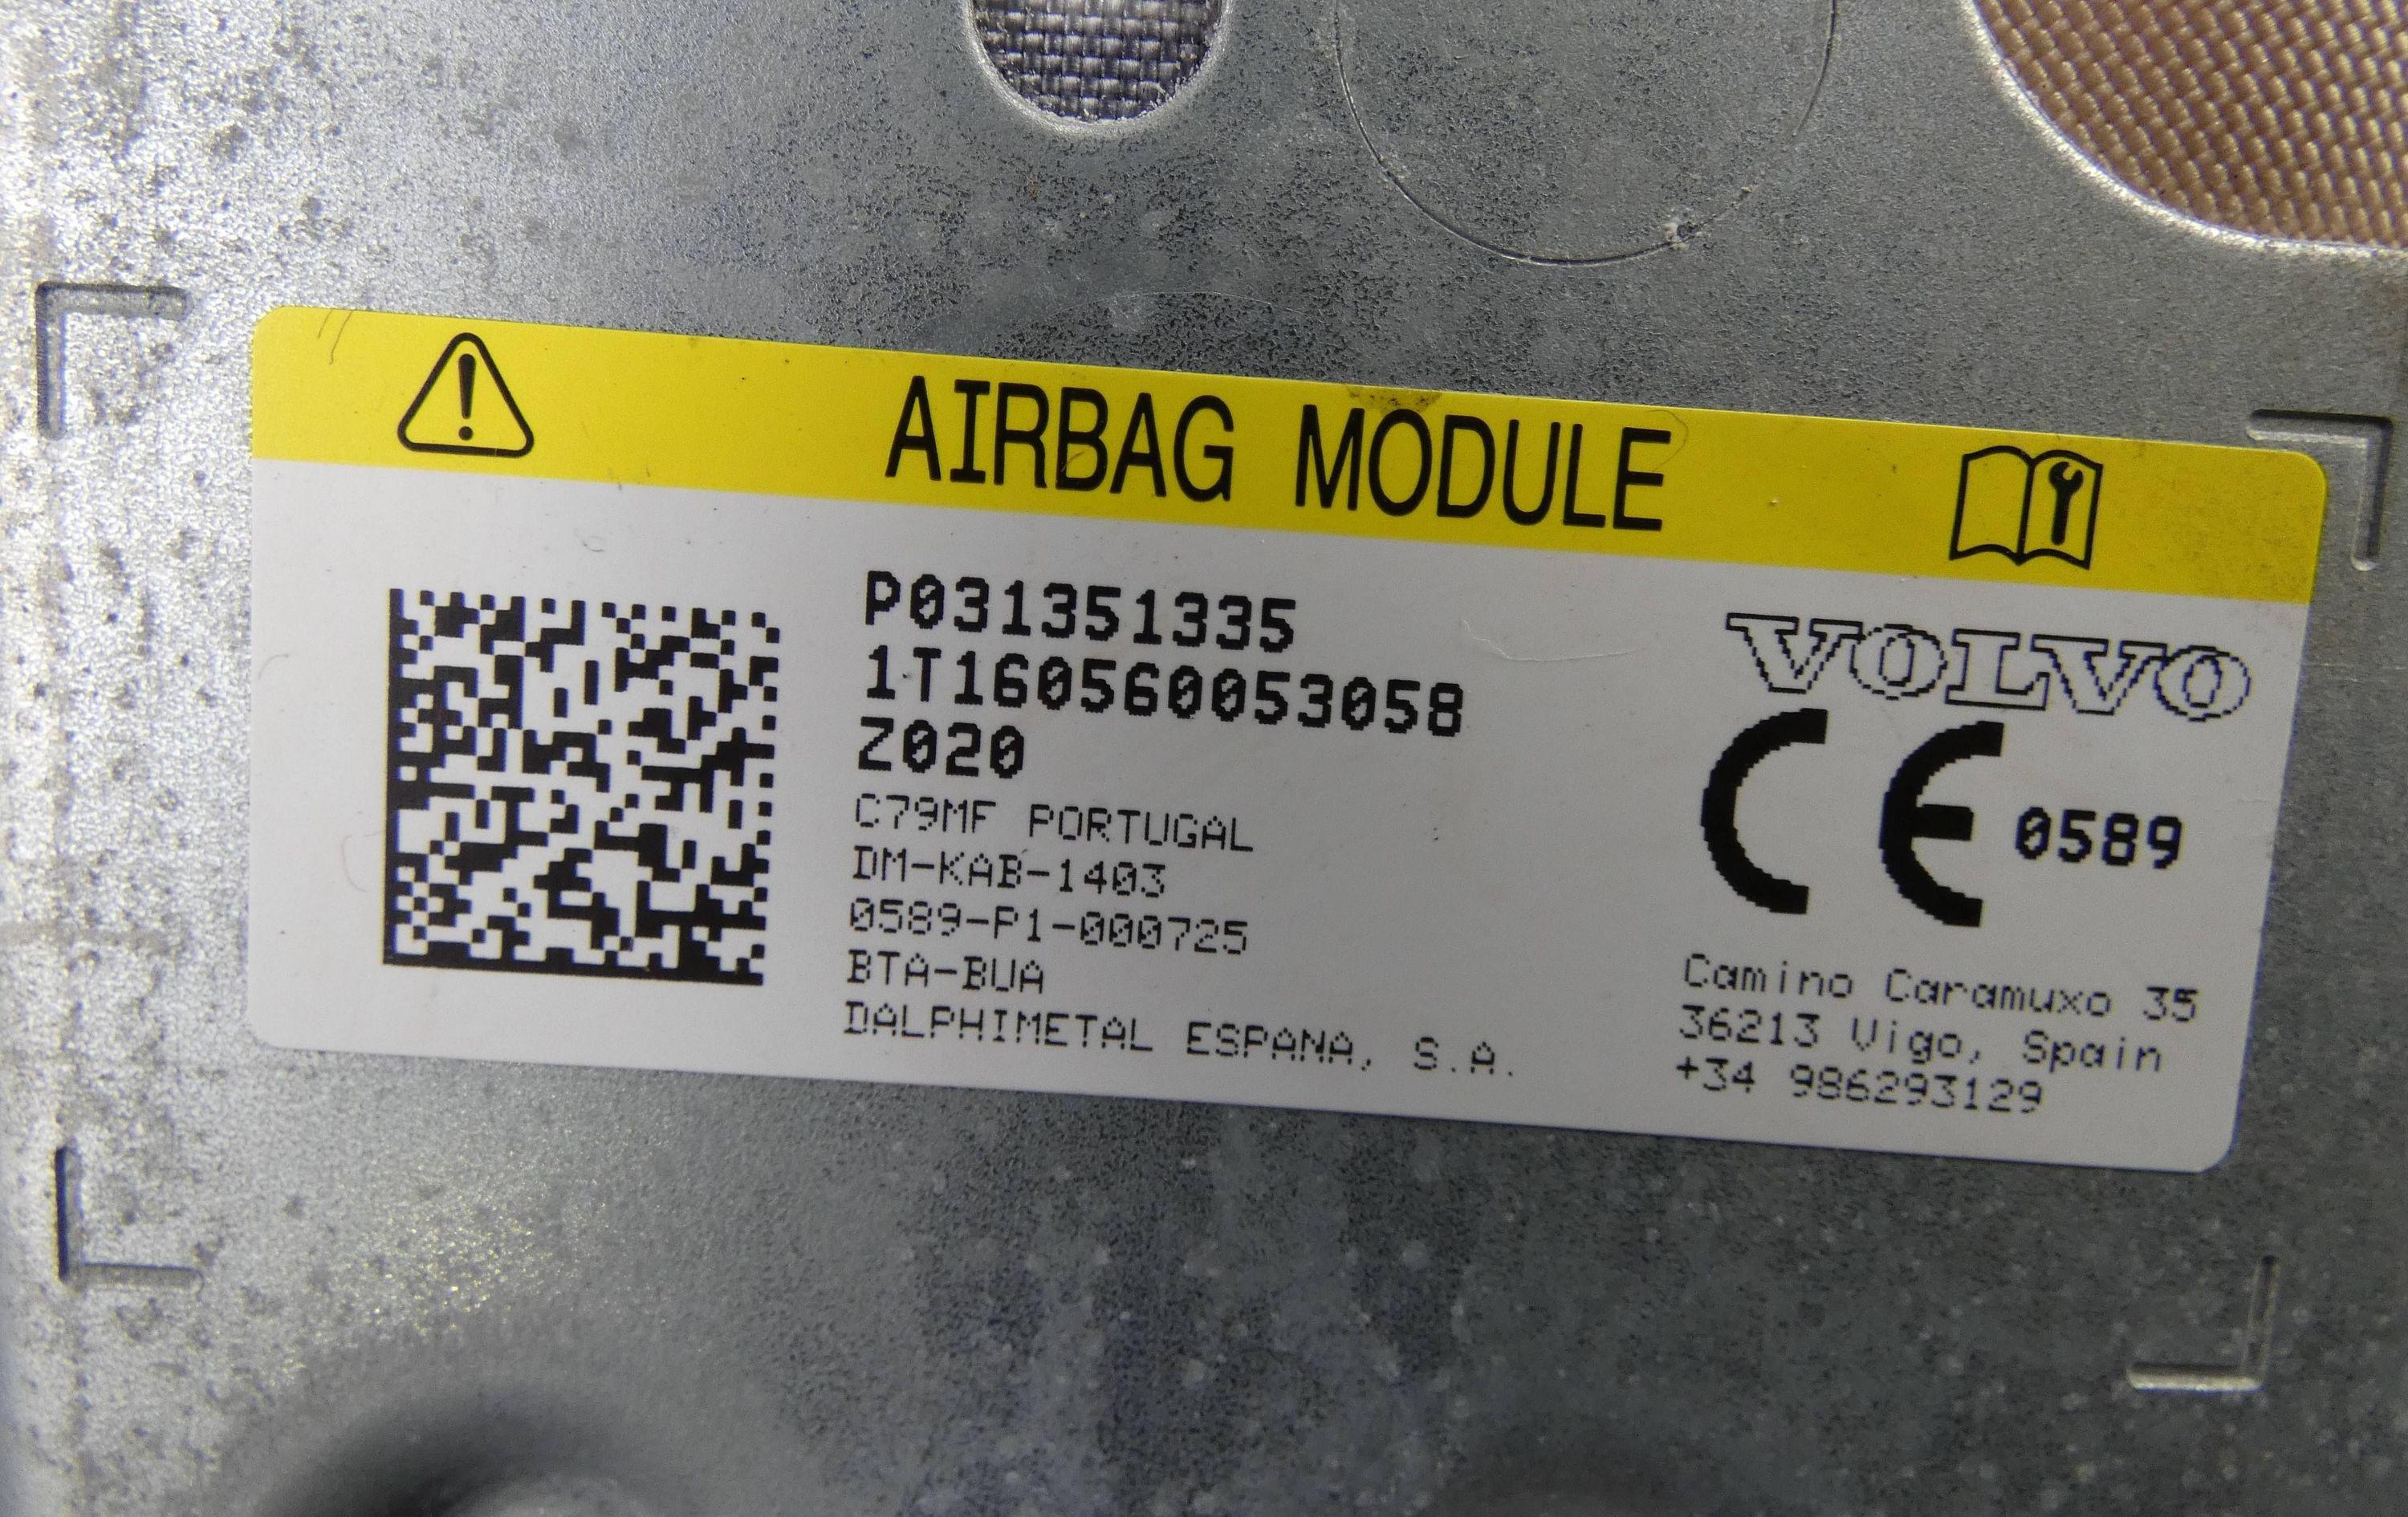 AIRBAG MODULE
P031351335
1T160560053058
Z020
C79MF PORTUGAL
DM-KAB-1403
0589-P1-000725
BTA-BUA
DALPHIMETAL ESPANA, S.A.
VOLVO
CE 0589
Camino Caramuxo 35
36213 Vigo, Spain
+34 986293129